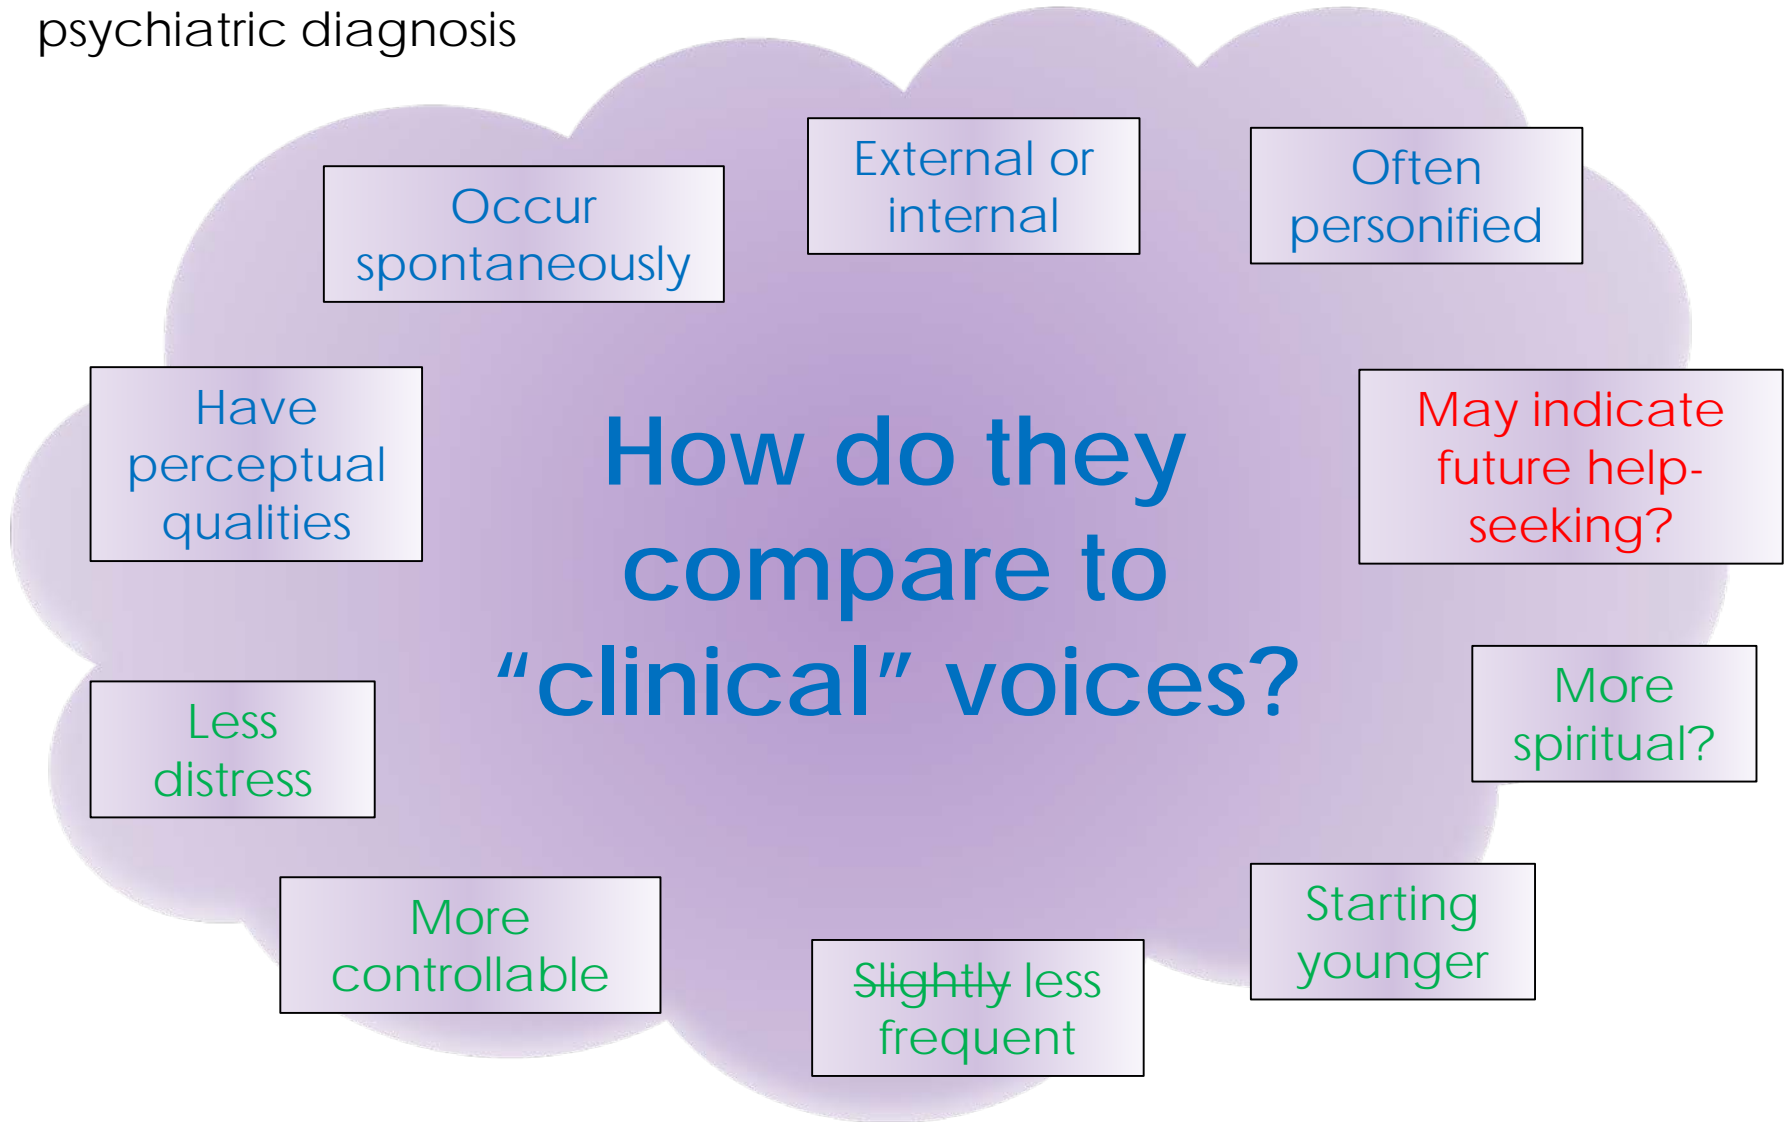 psychiatric diagnosis
External or
internal
Often
personified
Occur
spontaneously
Have
perceptual
qualities
How do they
compare to
“clinical” voices?
May indicate
future help-
seeking?
Less
distress
More
spiritual?
More
controllable
Slightly less
frequent
Starting
younger